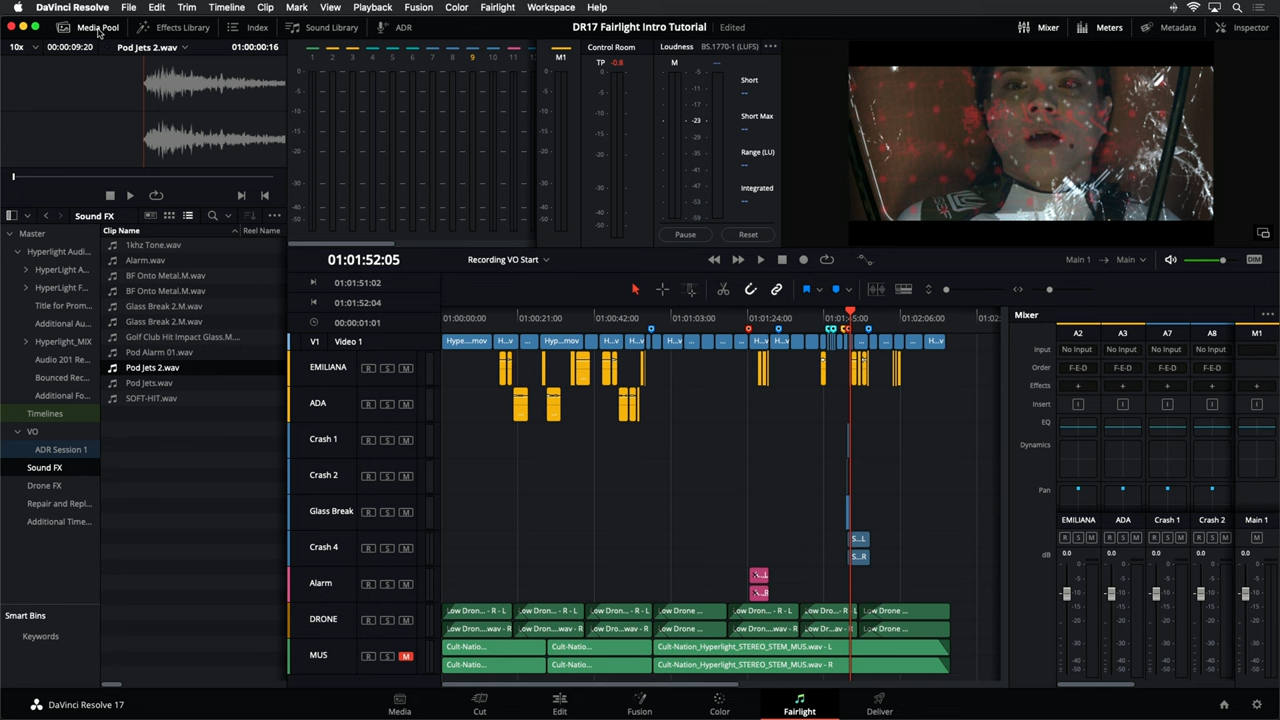 DaVinci Resolve File Edit Trim Timeline Clip Mark View Playback Fusion Color Fairlight Workspace Help
Media Pool Effects Library Index Sound Library ADR DR17 Fairlight Intro Tutorial Edited Mixer Meters Metadata Inspector
10x 00:00:09:20 Pod Jets 2.wav 01:00:00:16
1 2 3 4 5 6 7 8 9 10 11
M1
Control Room
TP -0.8
Loudness BS.1770-1 (LUFS)
M
Short
Short Max
Range (LU)
Integrated
Pause Reset
Sound FX
Clip Name Reel Name
Master
Hyperlight Audi...
HyperLight A...
HyperLight F...
Title for Prom...
Additional Au...
Hyperlight_MIX
Audio 201 Re...
Bounced Rec...
Additional Fo...
Timelines
VO
ADR Session 1
Sound FX
Drone FX
Repair and Repl...
Additional Time...
Smart Bins
Keywords
1khz Tone.wav
Alarm.wav
BF Onto Metal.M.wav
BF Onto Metal.M.wav
Glass Break 2.M.wav
Glass Break 2.M.wav
Golf Club Hit Impact Glass.M....
Pod Alarm 01.wav
Pod Jets 2.wav
Pod Jets.wav
SOFT-HIT.wav
01:01:52:05 Recording VO Start Main 1 Main DIM
01:01:51:02
01:01:52:04
00:00:01:01
01:00:00:00 01:00:21:00 01:00:42:00 01:01:03:00 01:01:24:00 01:01:45:00 01:02:06:00
V1 Video 1 Hype...mov H...v ... Hyp...mov H...v H...v H...v
EMILIANA R S M
ADA R S M
Crash 1 R S M
Crash 2 R S M
Glass Break R S M
Crash 4 R S M S...L
S...R
Alarm R S M
DRONE R S M Low Dron... - R - L Low Dron... - R - L Low Dron... - R - L Low Drone ... Low Dron... - R - L Low Dro...- R - L Low Drone ...
Low Dron...wav - R Low Dron...wav - R Low Dro...wav - R Low Drone ... Low Dron...wav - R Low Dr...av - R Low Drone ...
MUS R S M Cult-Natio... Cult-Natio... Cult-Nation_Hyperlight_STEREO_STEM_MUS.wav - L
Cult-Natio... Cult-Natio... Cult-Nation_Hyperlight_STEREO_STEM_MUS.wav - R
Mixer
A2 A3 A7 A8 M1
Input No Input No Input No Input No Input
Order F-E-D F-E-D F-E-D F-E-D
Effects
Insert
EQ
Dynamics
Pan
EMILIANA ADA Crash 1 Crash 2 Main 1
R S M R S M R S M R S M M
dB 0.0 0.0 0.0 0.0 0.0
DaVinci Resolve 17
Media Cut Edit Fusion Color Fairlight Deliver